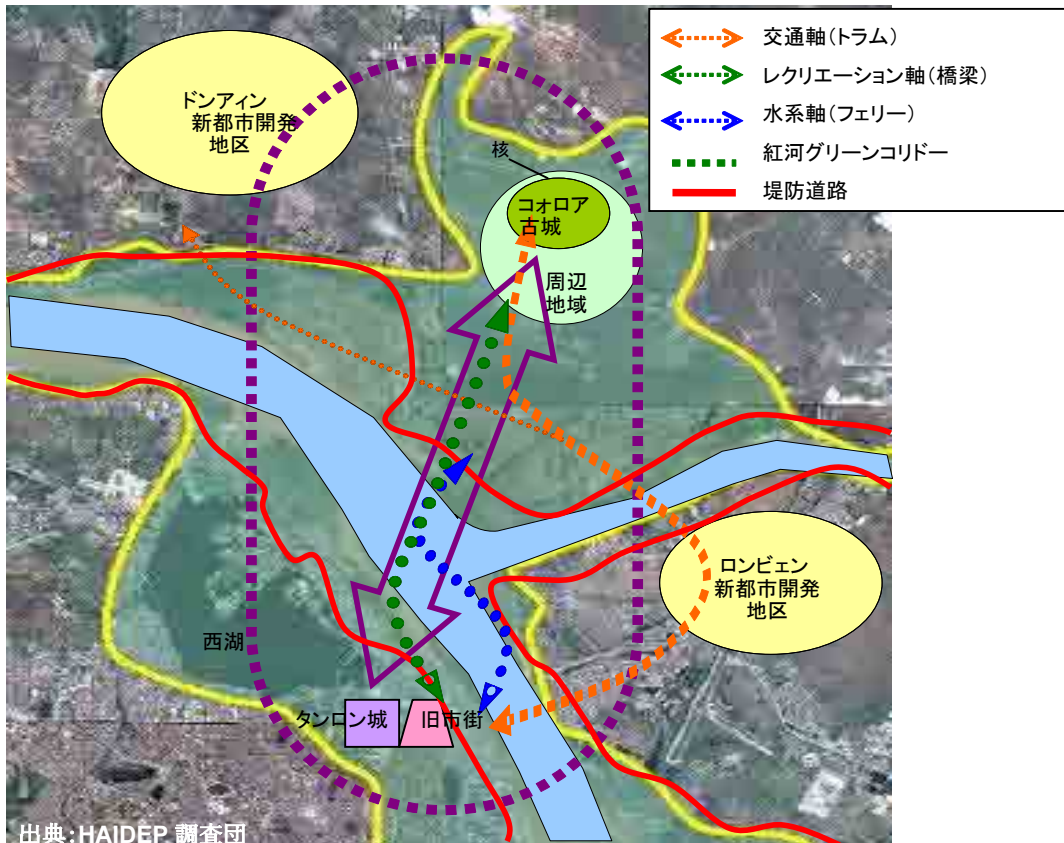 交通軸(トラム)
レクリエーション軸(橋梁)
水系軸(フェリー)
紅河グリーンコリドー
堤防道路
ドンアィン
新都市開発
地区
核
コォロア
古城
周辺
地域
ロンビェン
新都市開発
地区
西湖
タンロン城
旧市街
出典:HAIDEP 調査団